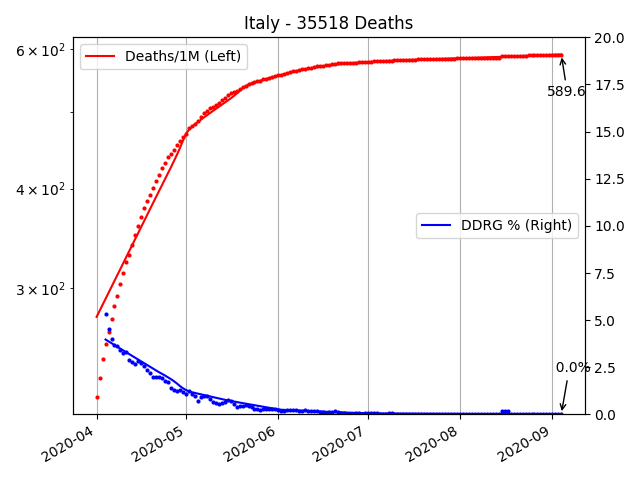 Italy - 35518 Deaths
6 × 10²
4 × 10²
3 × 10²
Deaths/1M (Left)
DDRG % (Right)
589.6
0.0%
20.0
17.5
15.0
12.5
10.0
7.5
5.0
2.5
0.0
2020-04
2020-05
2020-06
2020-07
2020-08
2020-09